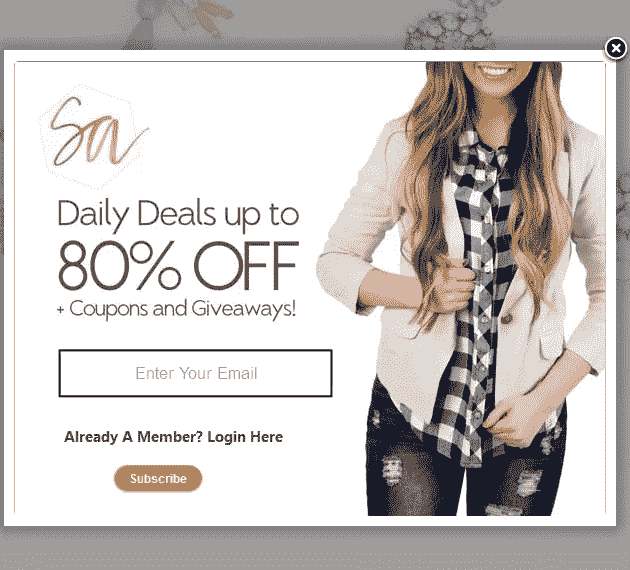 Sa
Daily Deals up to
80% OFF
+ Coupons and Giveaways!
Enter Your Email
Already A Member? Login Here
Subscribe